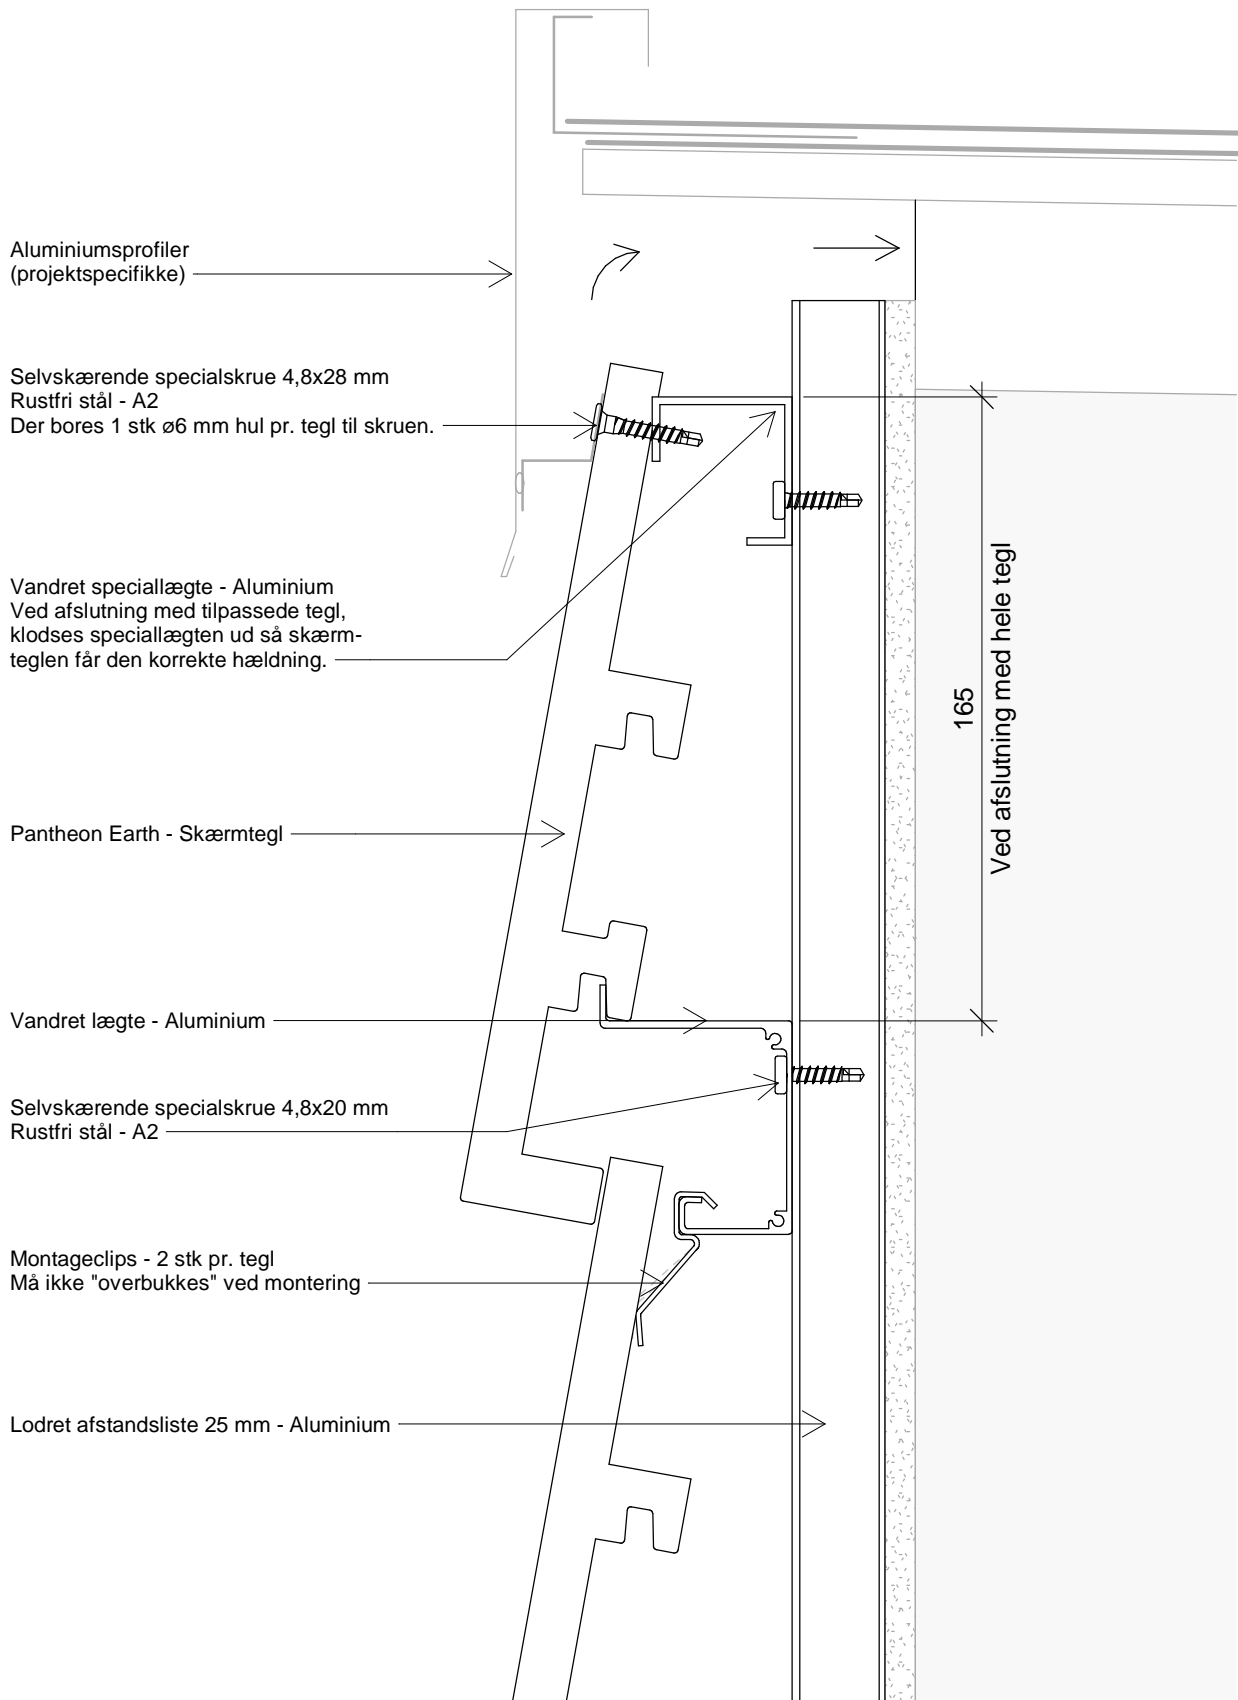 Aluminiumsprofiler
(projektspecifikke)
Selvskærende specialskrue 4,8x28 mm
Rustfri stål - A2
Der bores 1 stk ø6 mm hul pr. tegl til skruen.
Vandret speciallægte - Aluminium
Ved afslutning med tilpassede tegl,
klodses speciallægten ud så skærm-
teglen får den korrekte hældning.
165
Ved afslutning med hele tegl
Pantheon Earth - Skærmtegl
Vandret lægte - Aluminium
Selvskærende specialskrue 4,8x20 mm
Rustfri stål - A2
Montageclips - 2 stk pr. tegl
Må ikke "overbukkes" ved montering
Lodret afstandsliste 25 mm - Aluminium